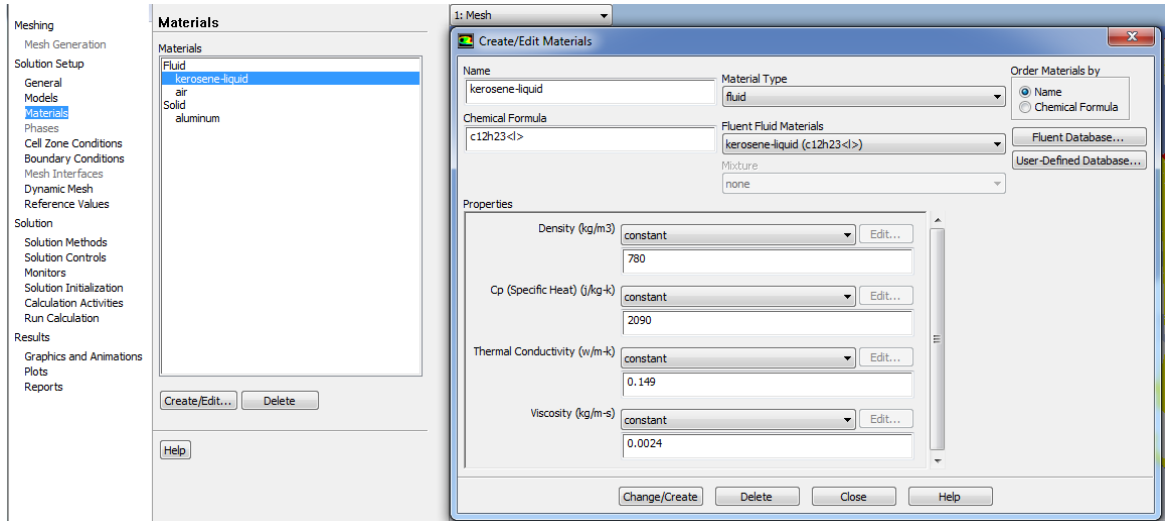 Meshing
Mesh Generation
Solution Setup
General
Models
Materials
Phases
Cell Zone Conditions
Boundary Conditions
Mesh Interfaces
Dynamic Mesh
Reference Values
Solution
Solution Methods
Solution Controls
Monitors
Solution Initialization
Calculation Activities
Run Calculation
Results
Graphics and Animations
Plots
Reports
Materials
Materials
Fluid
kerosene-liquid
air
Solid
aluminum
Create/Edit... Delete
Help
1: Mesh
Create/Edit Materials
Name
kerosene-liquid
Chemical Formula
c12h23<l>
Material Type
fluid
Fluent Fluid Materials
kerosene-liquid (c12h23<l>)
Mixture
none
Order Materials by
Name
Chemical Formula
Fluent Database...
User-Defined Database...
Properties
Density (kg/m3) constant Edit...
780
Cp (Specific Heat) (j/kg-k) constant Edit...
2090
Thermal Conductivity (w/m-k) constant Edit...
0.149
Viscosity (kg/m-s) constant Edit...
0.0024
Change/Create Delete Close Help